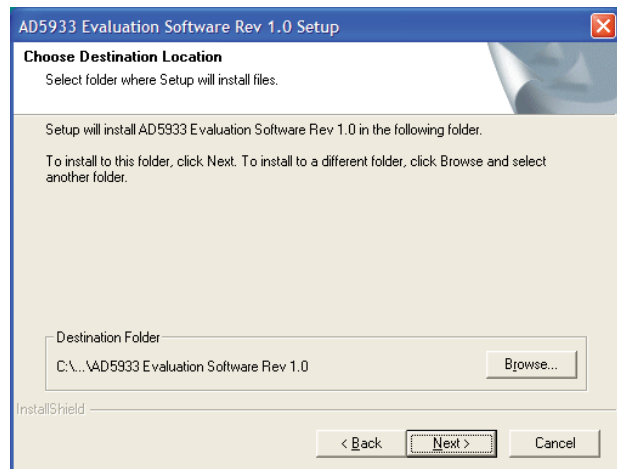 AD5933 Evaluation Software Rev 1.0 Setup
Choose Destination Location
Select folder where Setup will install files.
Setup will install AD5933 Evaluation Software Rev 1.0 in the following folder.
To install to this folder, click Next. To install to a different folder, click Browse and select
another folder.
Destination Folder
C:\...\AD5933 Evaluation Software Rev 1.0
Browse...
InstallShield
< Back
Next >
Cancel